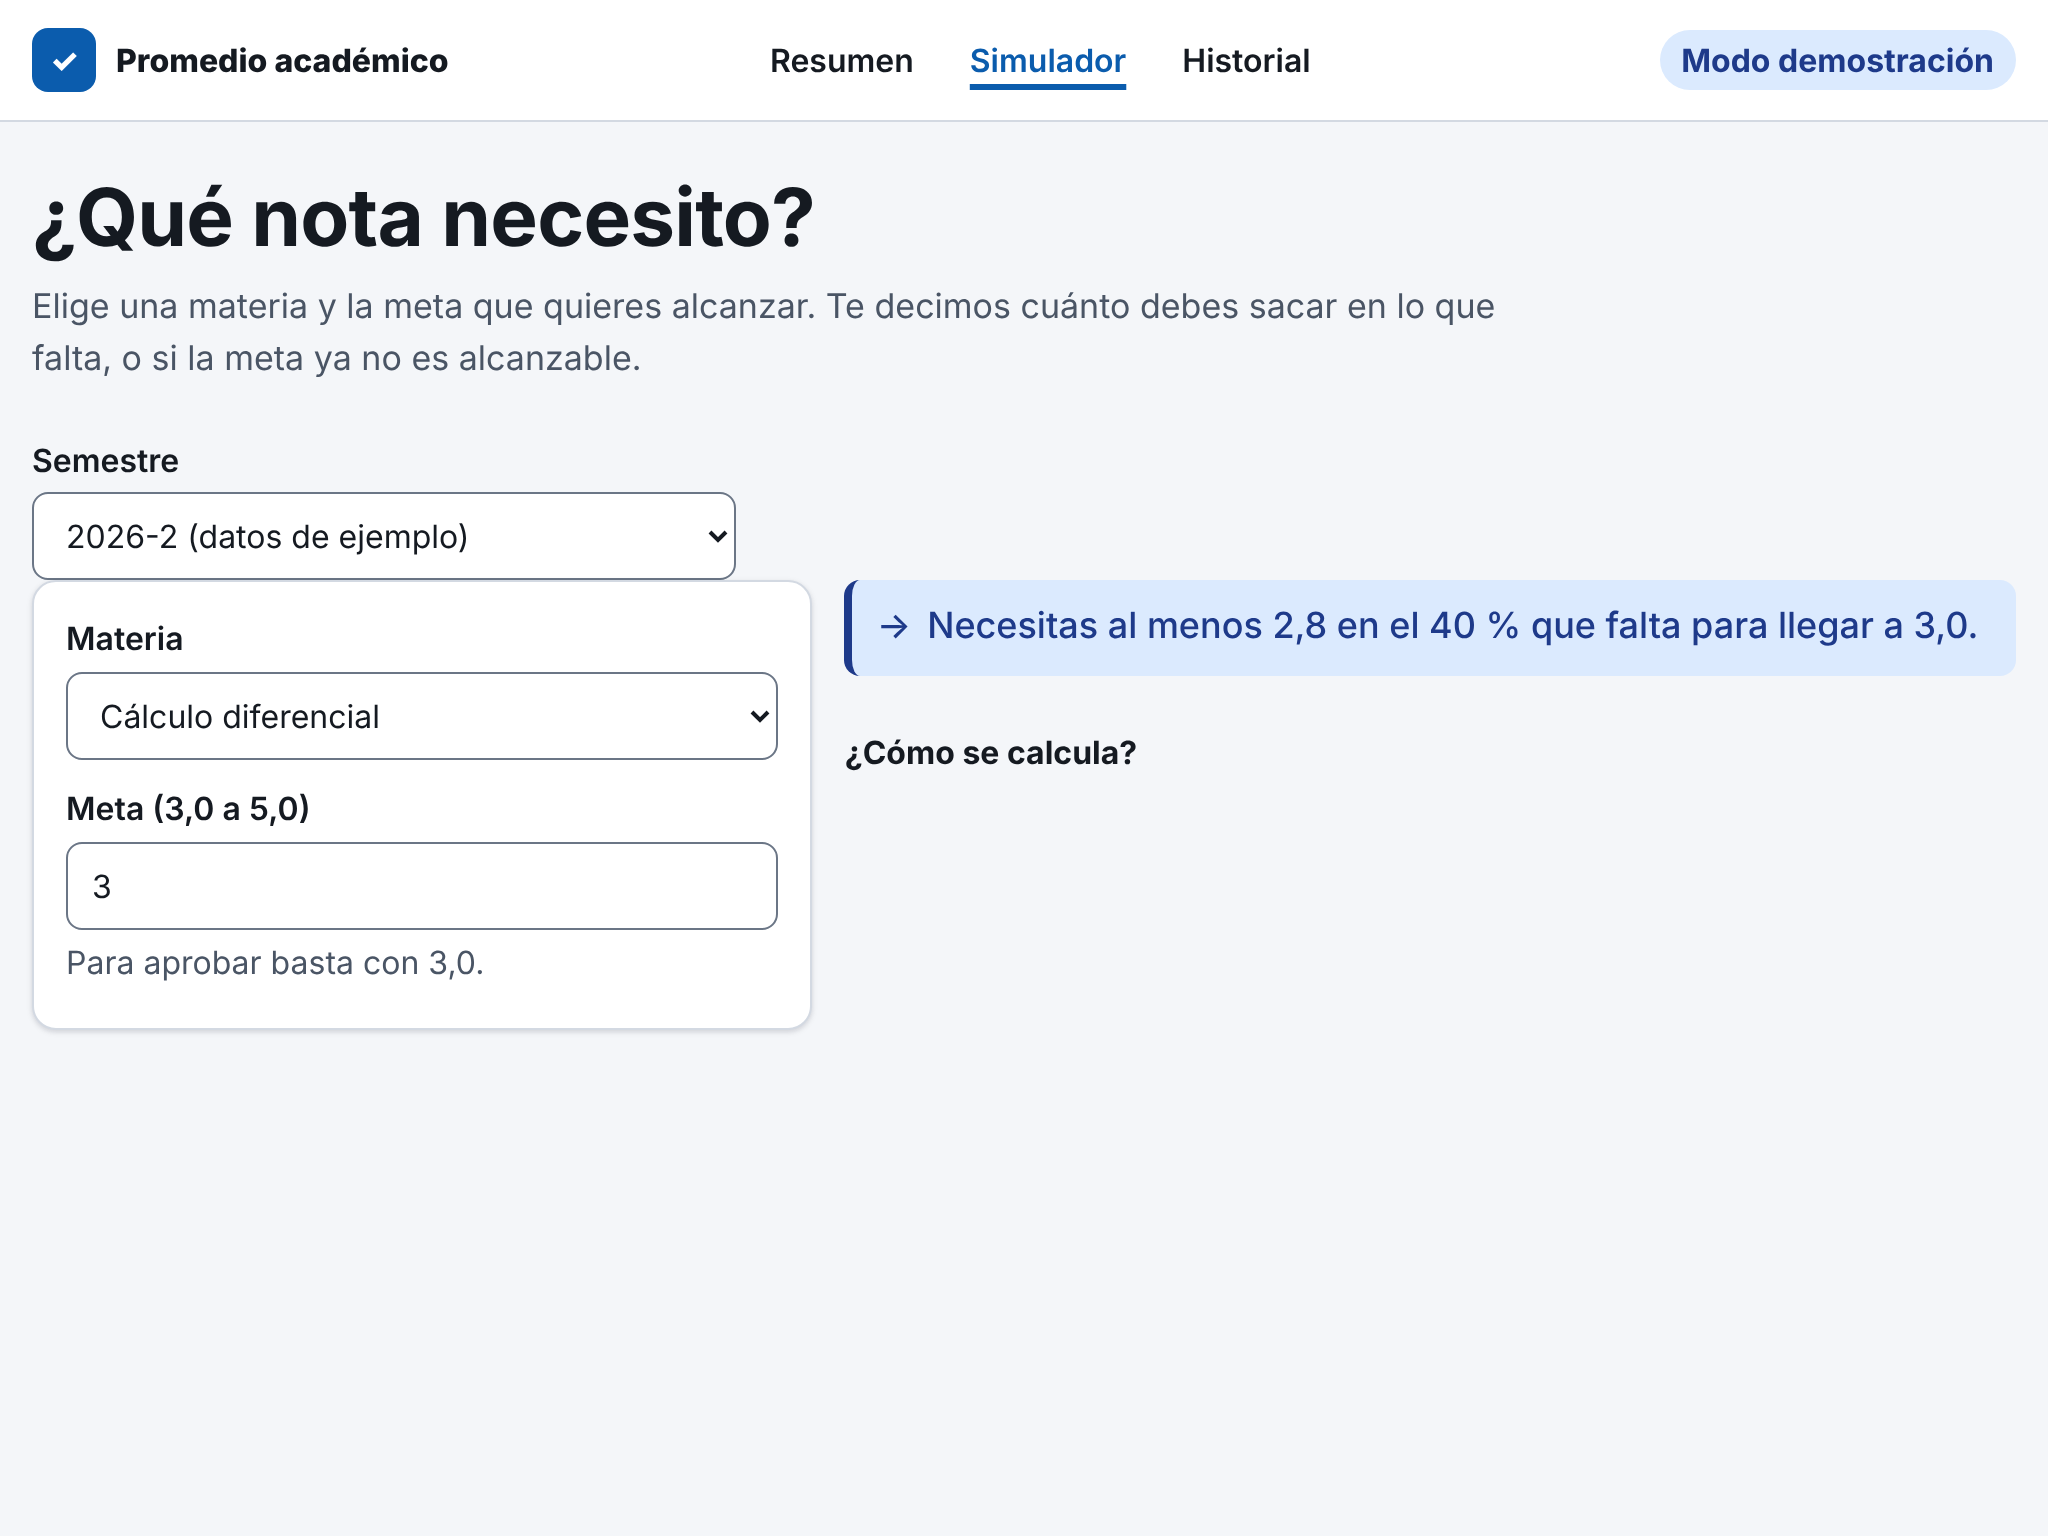 Promedio académico
Resumen
Simulador
Historial
Modo demostración
¿Qué nota necesito?
Elige una materia y la meta que quieres alcanzar. Te decimos cuánto debes sacar en lo que
falta, o si la meta ya no es alcanzable.
Semestre
2026-2 (datos de ejemplo)
Materia
Cálculo diferencial
Meta (3,0 a 5,0)
3
Para aprobar basta con 3,0.
→ Necesitas al menos 2,8 en el 40 % que falta para llegar a 3,0.
¿Cómo se calcula?